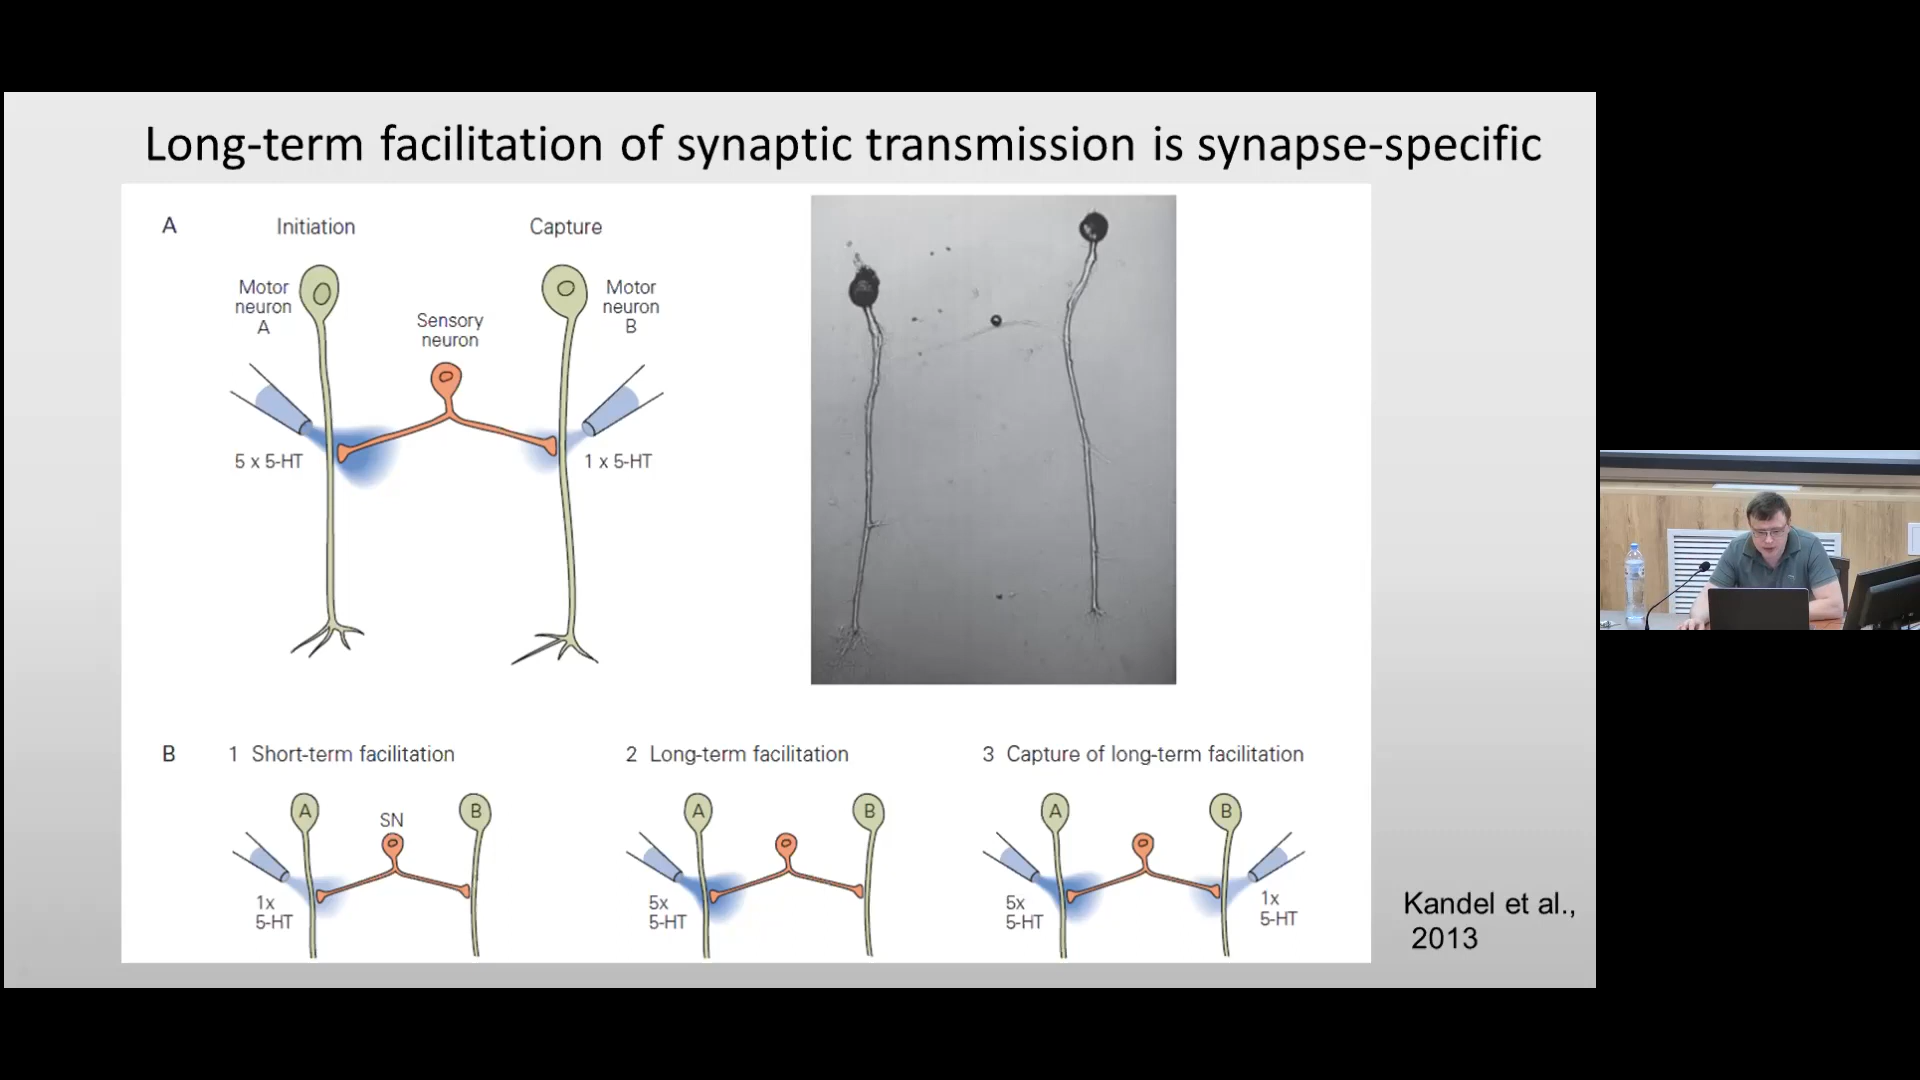 Long-term facilitation of synaptic transmission is synapse-specific
A
Initiation
Capture
Motor
neuron
A
Sensory
neuron
Motor
neuron
B
5 x 5-HT
1 x 5-HT
B
1 Short-term facilitation
2 Long-term facilitation
3 Capture of long-term facilitation
A
SN
B
1x
5-HT
A
B
5x
5-HT
A
B
5x
5-HT
1x
5-HT
Kandel et al.,
2013